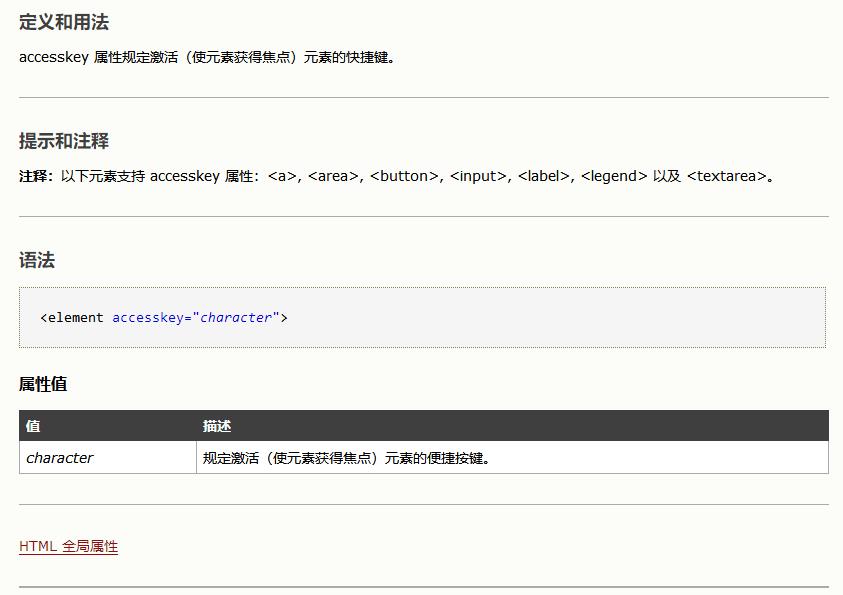 定义和用法
accesskey 属性规定激活（使元素获得焦点）元素的快捷键。
提示和注释
注释：以下元素支持 accesskey 属性：<a>, <area>, <button>, <input>, <label>, <legend> 以及 <textarea>。
语法
<element accesskey="character">
属性值
值 描述
character 规定激活（使元素获得焦点）元素的便捷按键。
HTML 全局属性